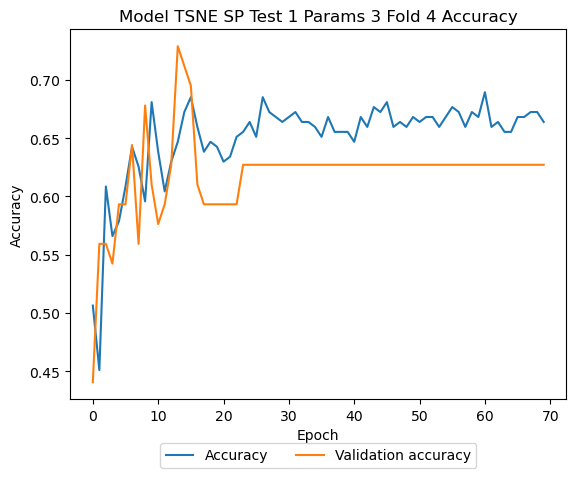 Model TSNE SP Test 1 Params 3 Fold 4 Accuracy
0.70
0.65
0.60
0.55
0.50
0.45
Accuracy
0 10 20 30 40 50 60 70
Epoch
Accuracy Validation accuracy